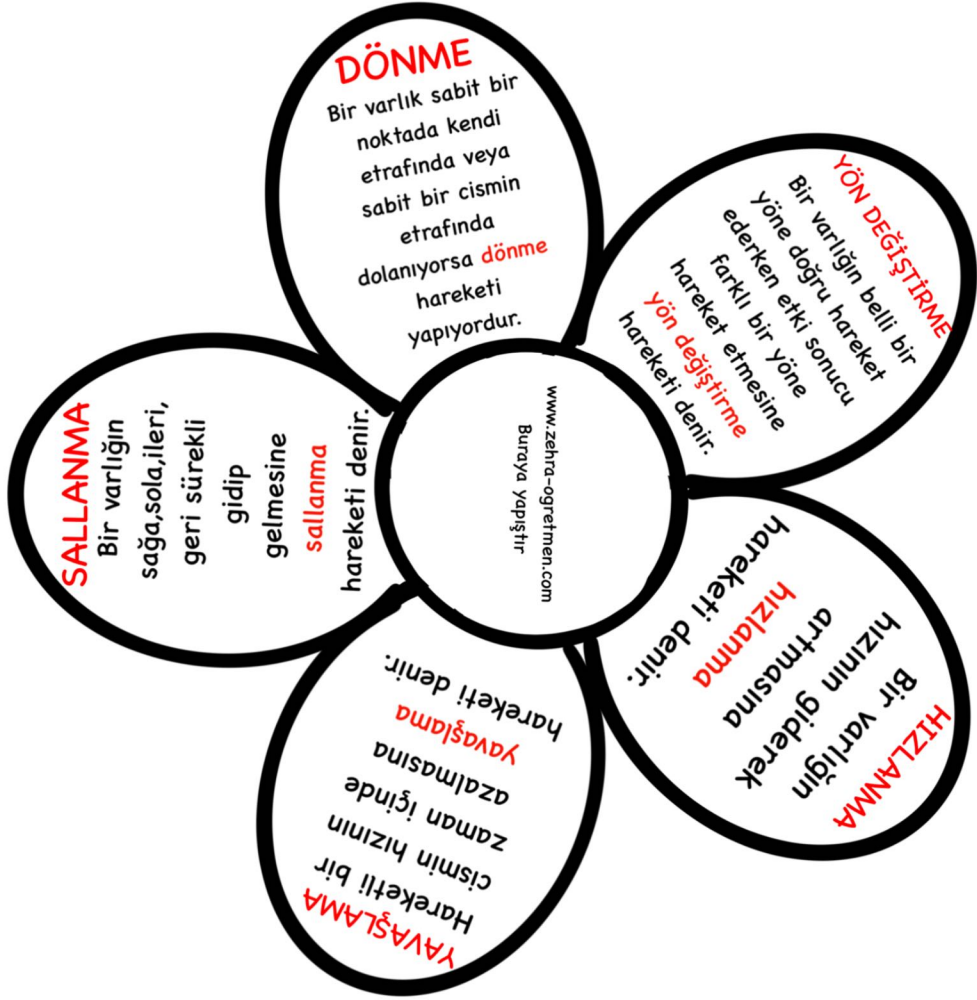 DÖNME
Bir varlık sabit bir
noktada kendi
etrafında veya
sabit bir cismin
etrafında
dolanıyorsa dönme
hareketi
yapıyordur.
YÖN DEĞİŞTİRME
Bir varlığın belli bir
yöne doğru hareket
ederken etki sonucu
farklı bir yöne
hareket etmesine
yön değiştirme
hareketi denir.
HIZLANMA
Bir varlığın
hızının giderek
artmasına
hızlanma
hareketi denir.
YAVAŞLAMA
Hareketli bir
cismin hızının
zaman içinde
azalmasına
yavaşlama
hareketi denir.
SALLANMA
Bir varlığın
sağa,sola,ileri,
geri sürekli
gidip
gelmesine
sallanma
hareketi denir.
www.zehra-ogretmen.com
Buraya yapıştır